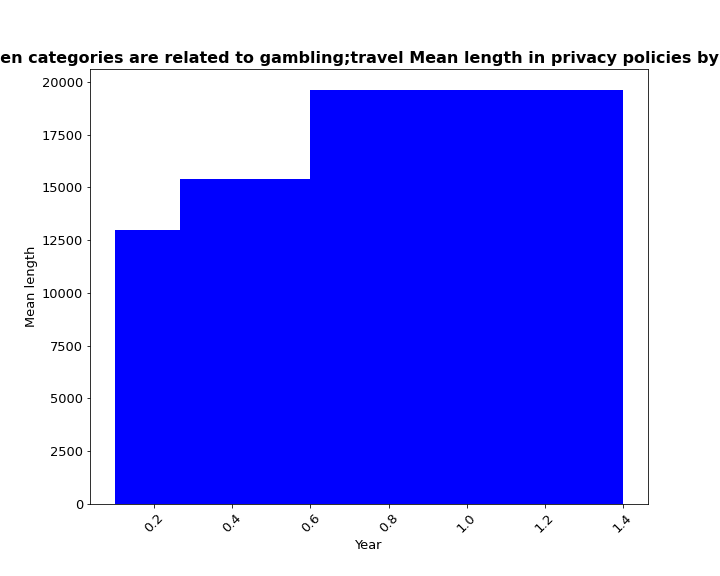 en categories are related to gambling;travel Mean length in privacy policies by
20000
17500
15000
12500
10000
7500
5000
2500
0
Mean length
0.2 0.4 0.6 0.8 1.0 1.2 1.4
Year